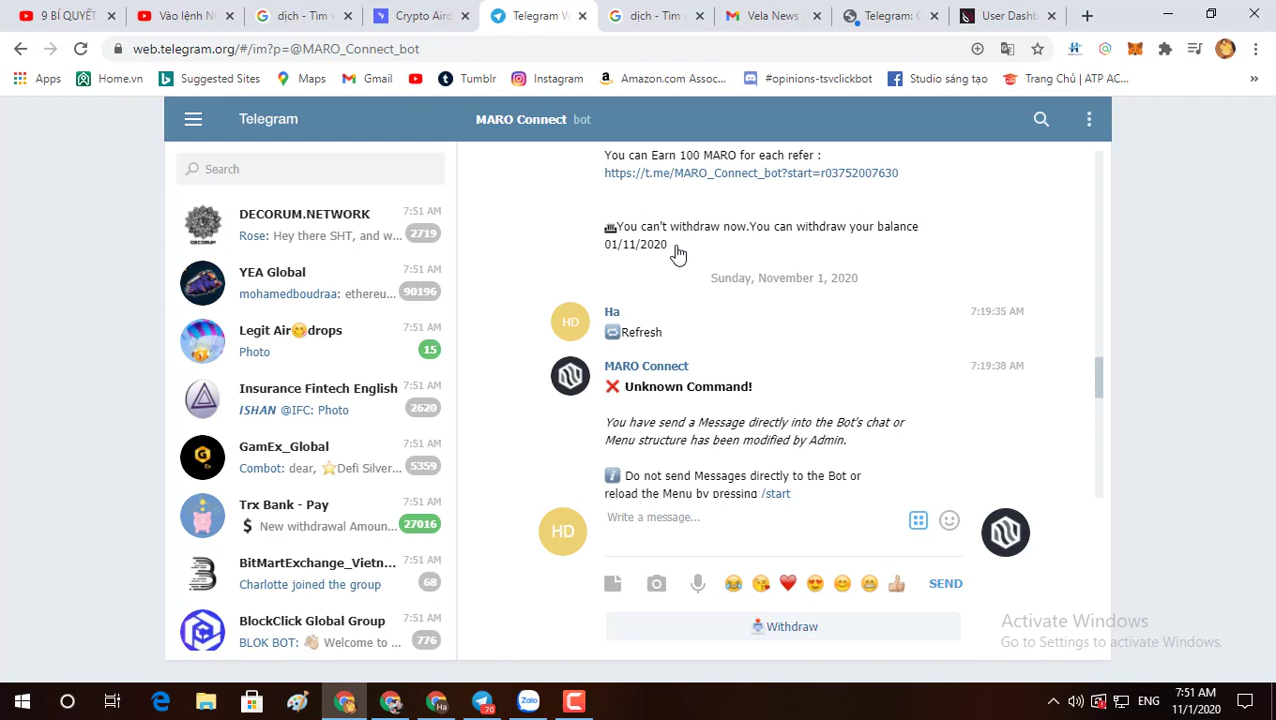 9 BÍ QUYẾT
Vào lệnh NC
dịch - Tìm v
Crypto Aird
Telegram W
dịch - Tìm v
Vela News -
Telegram: C
User Dashb
web.telegram.org/#/im?p=@MARO_Connect_bot
Apps
Home.vn
Suggested Sites
Maps
Gmail
Tumblr
Instagram
Amazon.com Assoc...
#opinions-tsvclickbot
Studio sáng tạo
Trang Chủ | ATP AC...
»
Telegram
MARO Connect bot
Search
DECORUM.NETWORK 7:51 AM
Rose: Hey there SHT, and w... 2719
YEA Global 7:51 AM
mohamedboudraa: ethereu... 90196
Legit Air😋drops 7:51 AM
Photo 15
Insurance Fintech English 7:51 AM
ISHAN @IFC: Photo 2620
GamEx_Global 7:51 AM
Combot: dear, ⭐Defi Silver... 5359
Trx Bank - Pay 7:51 AM
💲 New withdrawal Amoun... 27016
BitMartExchange_Vietn... 7:51 AM
Charlotte joined the group 68
BlockClick Global Group 7:51 AM
BLOK BOT: 👋🏻 Welcome to ... 776
You can Earn 100 MARO for each refer :
https://t.me/MARO_Connect_bot?start=r03752007630
You can't withdraw now.You can withdraw your balance
01/11/2020
Sunday, November 1, 2020
HD
Ha 7:19:35 AM
🔁Refresh
MARO Connect 7:19:38 AM
❌ Unknown Command!
You have send a Message directly into the Bot's chat or
Menu structure has been modified by Admin.
ℹ️ Do not send Messages directly to the Bot or
reload the Menu by pressing /start
HD
Write a message...
SEND
Withdraw
Activate Windows
Go to Settings to activate Windows.
70
Ha
Zalo
ENG
7:51 AM
11/1/2020